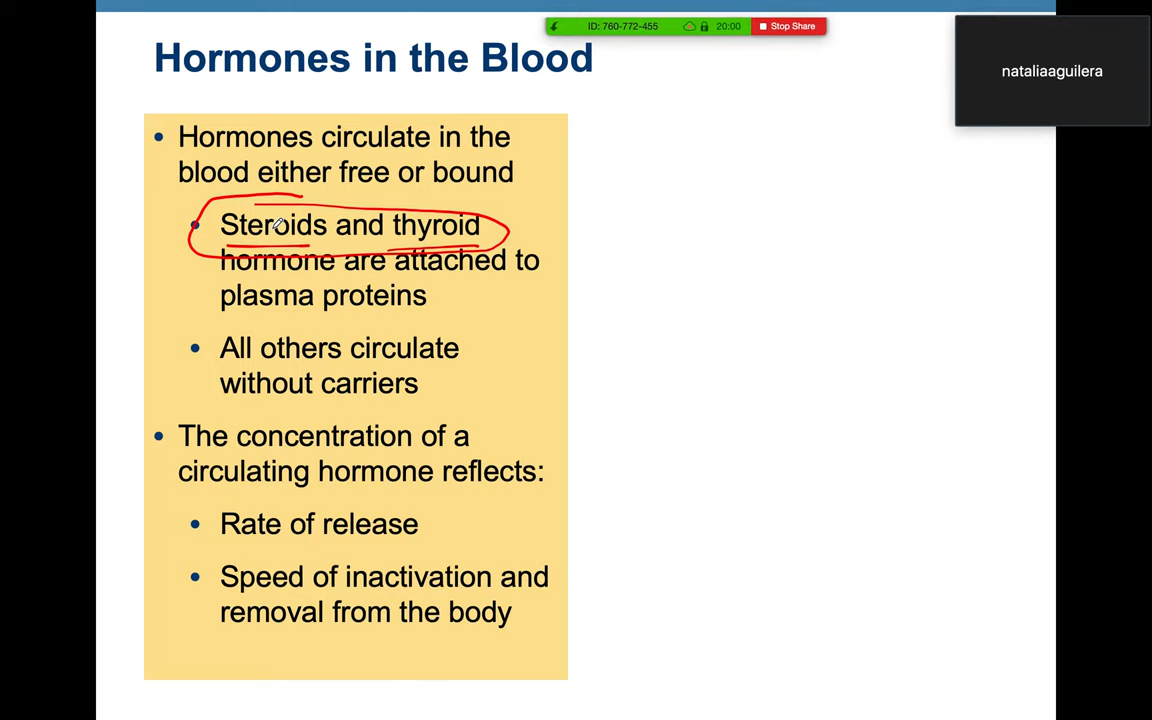 ID: 760-772-455 20:00 Stop Share
Hormones in the Blood
nataliaaguilera
• Hormones circulate in the
blood either free or bound
• Steroids and thyroid
hormone are attached to
plasma proteins
• All others circulate
without carriers
• The concentration of a
circulating hormone reflects:
• Rate of release
• Speed of inactivation and
removal from the body